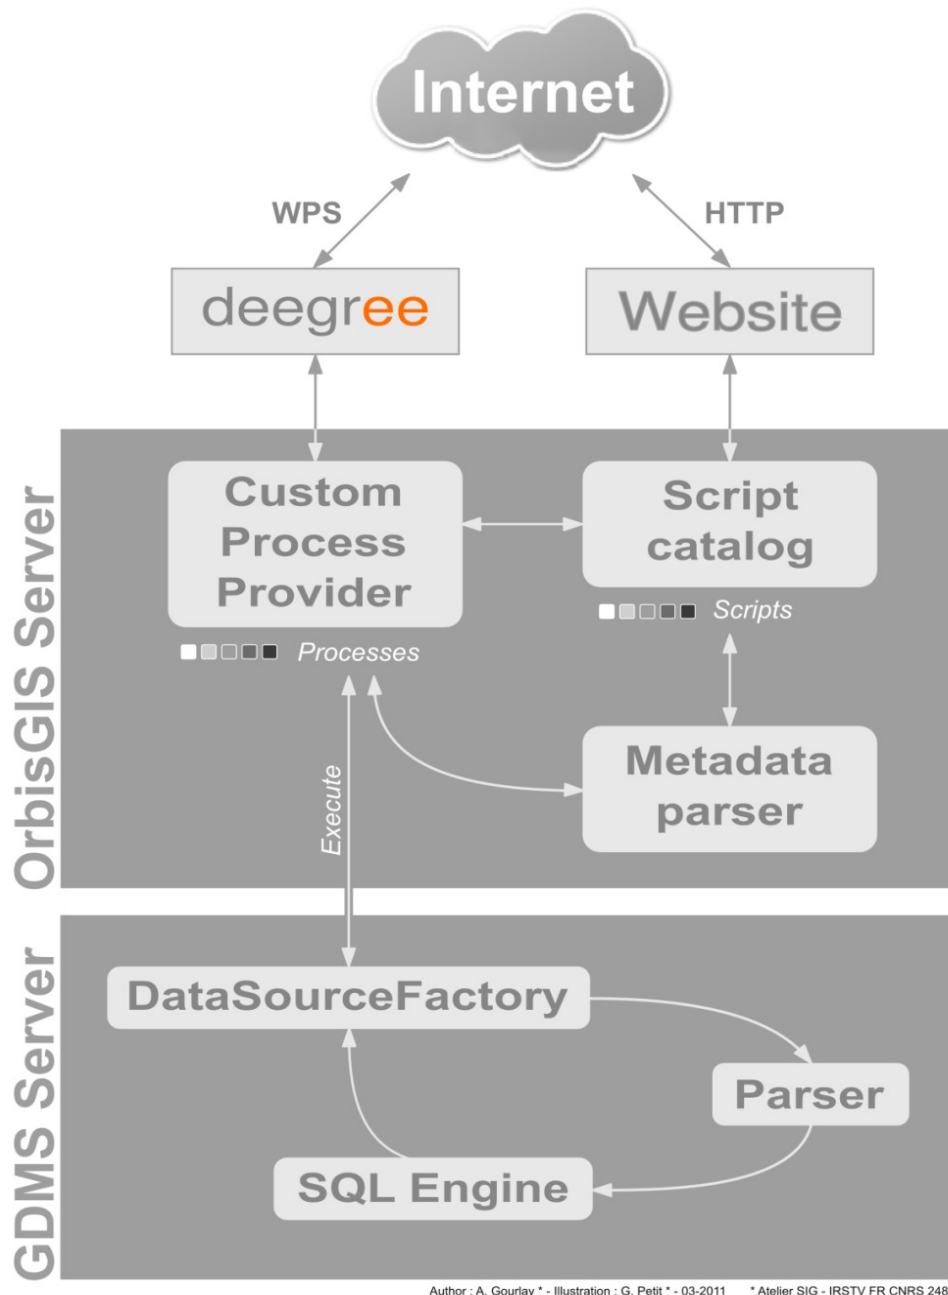 Internet
WPS
HTTP
deegree
Website
OrbisGIS Server
Custom
Process
Provider
Script
catalog
Scripts
Processes
Execute
Metadata
parser
GDMS Server
DataSourceFactory
Parser
SQL Engine
Author : A. Gourlay * - Illustration : G. Petit * - 03-2011 * Atelier SIG - IRSTV FR CNRS 248